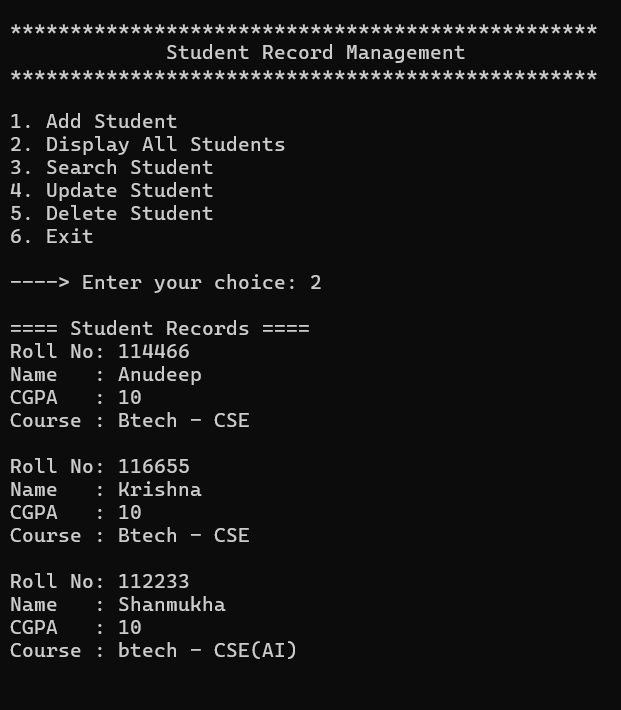 *************************************************
Student Record Management
*************************************************
1. Add Student
2. Display All Students
3. Search Student
4. Update Student
5. Delete Student
6. Exit
----> Enter your choice: 2
==== Student Records ====
Roll No: 114466
Name   : Anudeep
CGPA   : 10
Course : Btech - CSE
Roll No: 116655
Name   : Krishna
CGPA   : 10
Course : Btech - CSE
Roll No: 112233
Name   : Shanmukha
CGPA   : 10
Course : btech - CSE(AI)